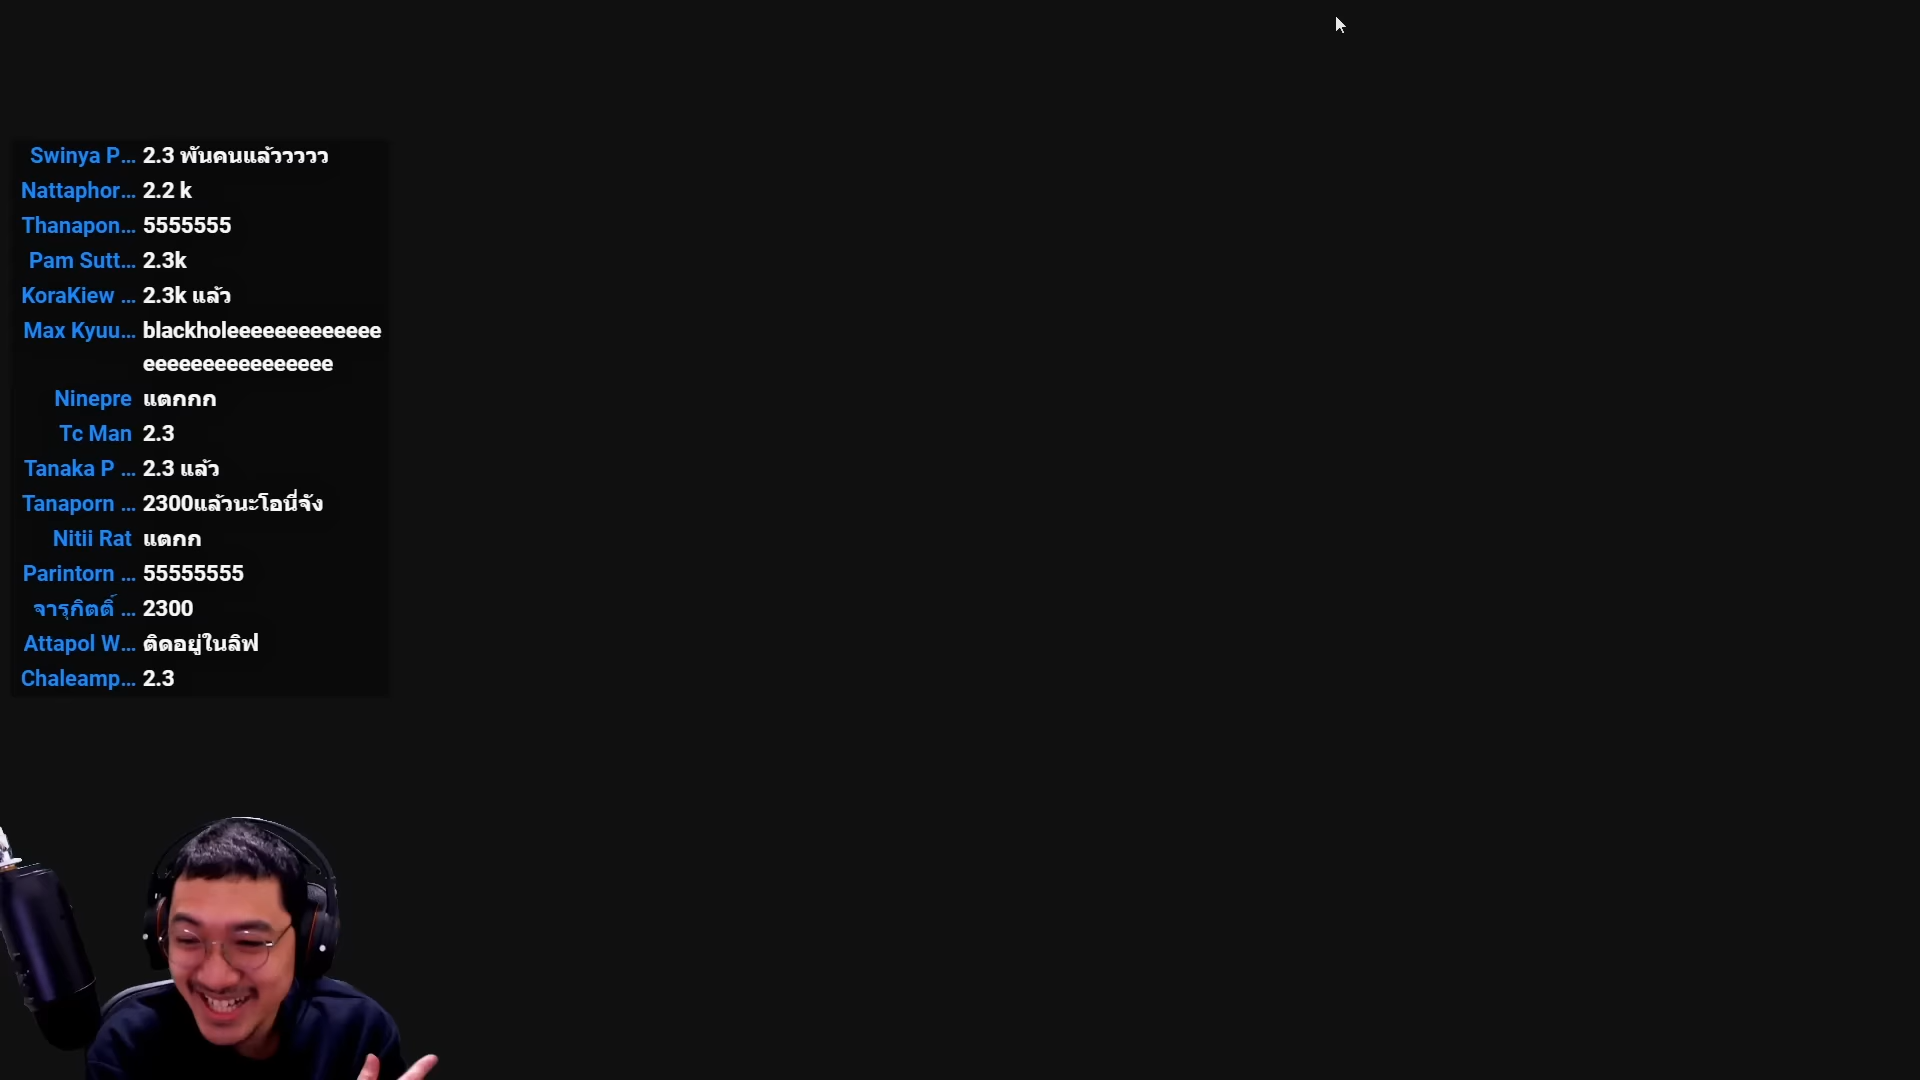 Swinya P... 2.3 พันคนแล้ววววว
Nattaphor... 2.2 k
Thanapon... 5555555
Pam Sutt... 2.3k
KoraKiew ... 2.3k แล้ว
Max Kyuu... blackholeeeeeeeeeeeee
eeeeeeeeeeeeeeee
Ninepre แตกกก
Tc Man 2.3
Tanaka P ... 2.3 แล้ว
Tanaporn ... 2300แล้วนะโอนี่จัง
Nitii Rat แตกก
Parintorn ... 55555555
จารุกิตติ์ ... 2300
Attapol W... ติดอยู่ในลิฟ
Chaleamp... 2.3